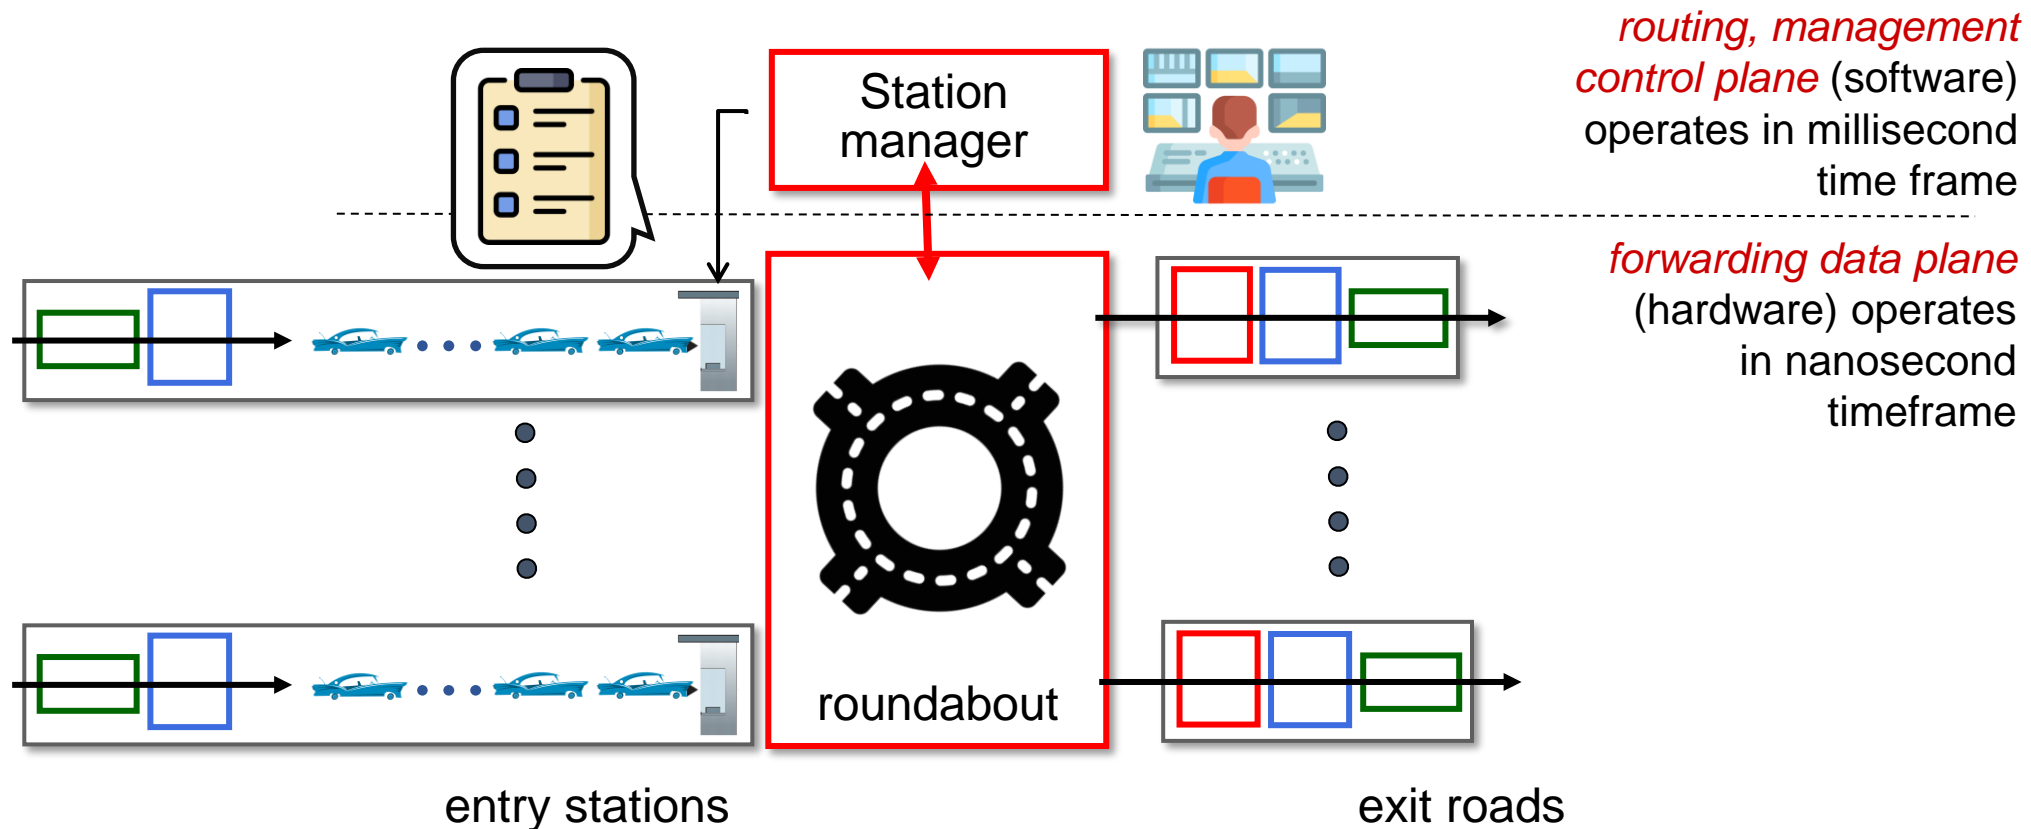 routing, management
control plane (software)
operates in millisecond
time frame
Station
manager
forwarding data plane
(hardware) operates
in nanosecond
timeframe
roundabout
entry stations
exit roads